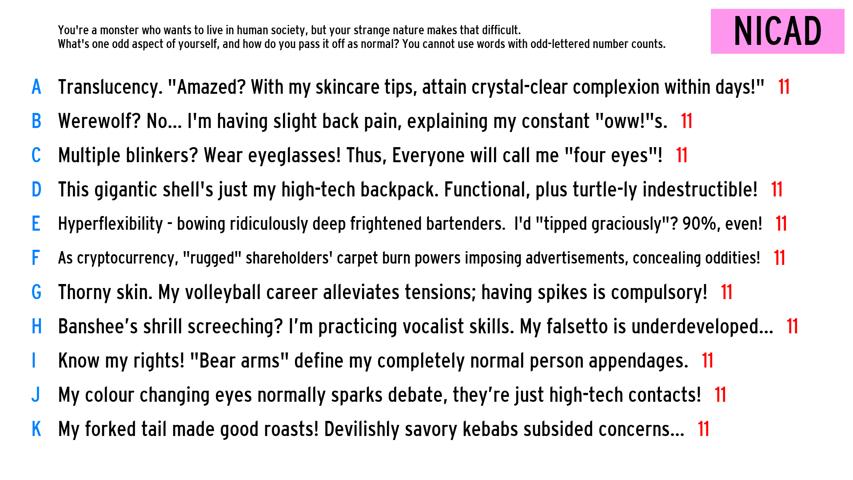 You're a monster who wants to live in human society, but your strange nature makes that difficult.
What's one odd aspect of yourself, and how do you pass it off as normal? You cannot use words with odd-lettered number counts.
NICAD
A Translucency. "Amazed? With my skincare tips, attain crystal-clear complexion within days!" 11
B Werewolf? No... I'm having slight back pain, explaining my constant "oww!"s. 11
C Multiple blinkers? Wear eyeglasses! Thus, Everyone will call me "four eyes"! 11
D This gigantic shell's just my high-tech backpack. Functional, plus turtle-ly indestructible! 11
E Hyperflexibility - bowing ridiculously deep frightened bartenders. I'd "tipped graciously"? 90%, even! 11
F As cryptocurrency, "rugged" shareholders' carpet burn powers imposing advertisements, concealing oddities! 11
G Thorny skin. My volleyball career alleviates tensions; having spikes is compulsory! 11
H Banshee’s shrill screeching? I’m practicing vocalist skills. My falsetto is underdeveloped... 11
I Know my rights! "Bear arms" define my completely normal person appendages. 11
J My colour changing eyes normally sparks debate, they’re just high-tech contacts! 11
K My forked tail made good roasts! Devilishly savory kebabs subsided concerns... 11